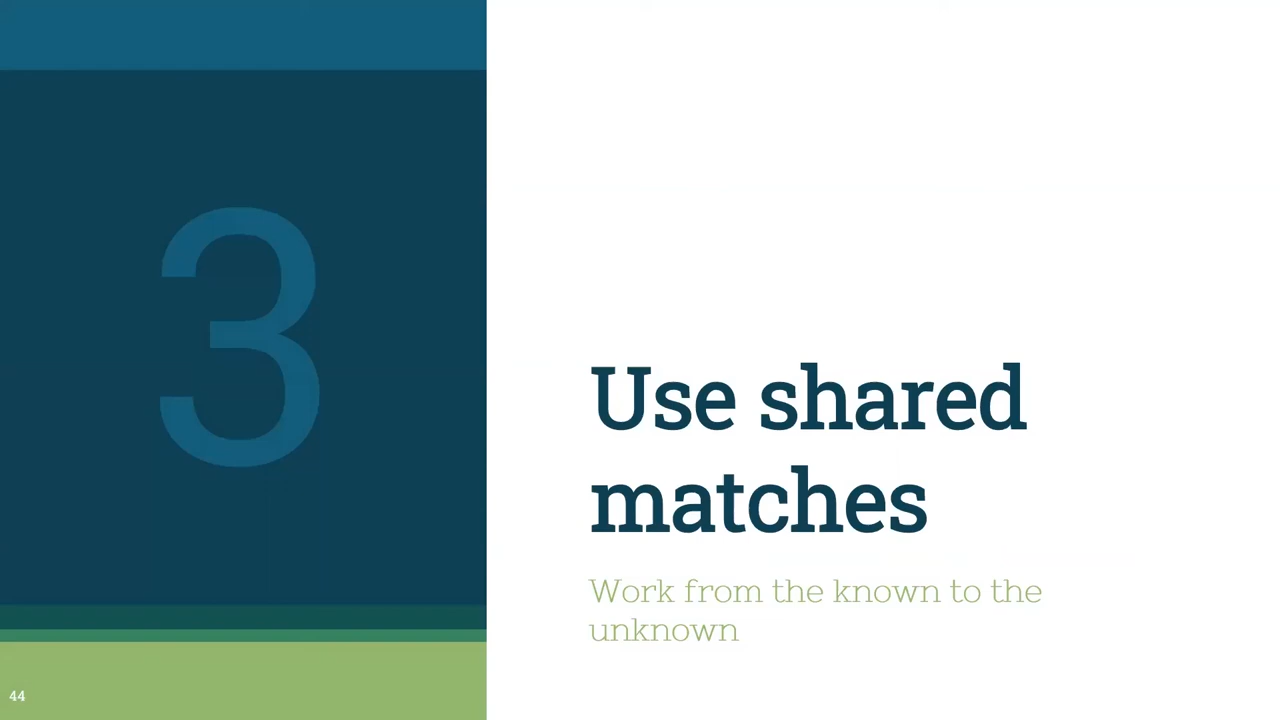 3
Use shared
matches
Work from the known to the
unknown
44